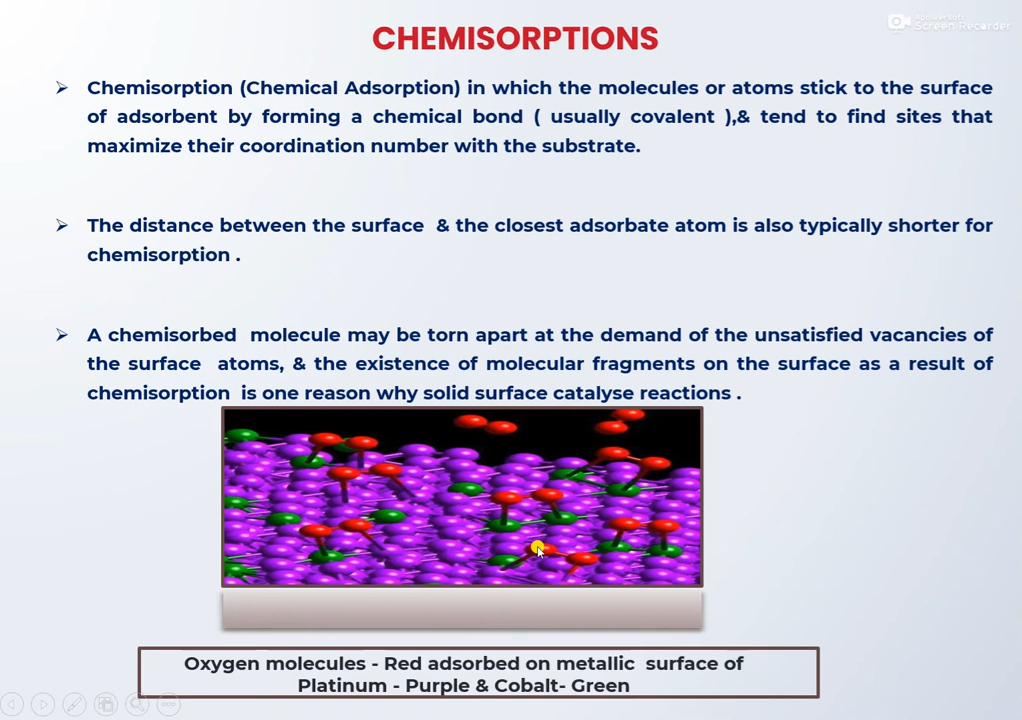 Apowersoft
Screen Recorder
CHEMISORPTIONS
Chemisorption (Chemical Adsorption) in which the molecules or atoms stick to the surface
of adsorbent by forming a chemical bond ( usually covalent ),& tend to find sites that
maximize their coordination number with the substrate.
The distance between the surface & the closest adsorbate atom is also typically shorter for
chemisorption .
A chemisorbed molecule may be torn apart at the demand of the unsatisfied vacancies of
the surface atoms, & the existence of molecular fragments on the surface as a result of
chemisorption is one reason why solid surface catalyse reactions .
Oxygen molecules - Red adsorbed on metallic surface of
Platinum - Purple & Cobalt- Green